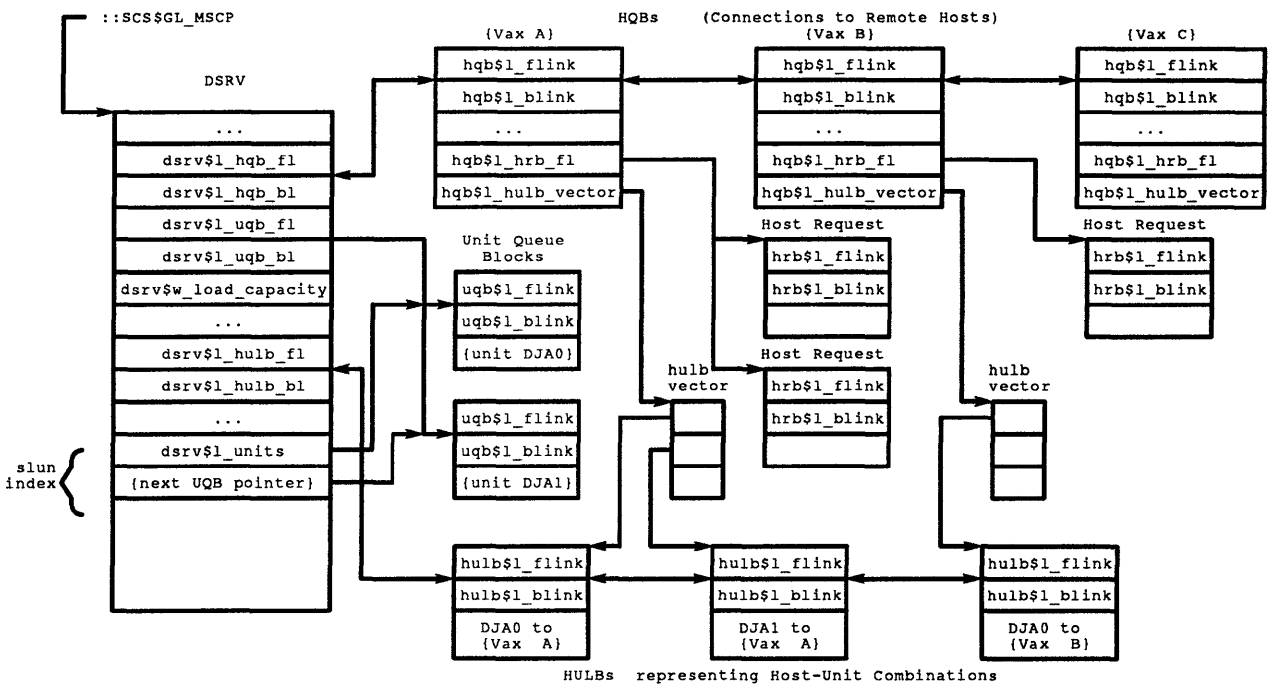 ::SCS$GL_MSCP
HQBs (Connections to Remote Hosts)
{Vax A}
{Vax B}
{Vax C}
DSRV
...
dsrv$l_hqb_fl
dsrv$l_hqb_bl
dsrv$l_uqb_fl
dsrv$l_uqb_bl
dsrv$w_load_capacity
...
dsrv$l_hulb_fl
dsrv$l_hulb_bl
...
dsrv$l_units
{next UQB pointer}
slun
index
hqb$l_flink
hqb$l_blink
...
hqb$l_hrb_fl
hqb$l_hulb_vector
hqb$l_flink
hqb$l_blink
...
hqb$l_hrb_fl
hqb$l_hulb_vector
hqb$l_flink
hqb$l_blink
...
hqb$l_hrb_fl
hqb$l_hulb_vector
Unit Queue
Blocks
uqb$l_flink
uqb$l_blink
{unit DJA0}
uqb$l_flink
uqb$l_blink
{unit DJA1}
Host Request
hrb$l_flink
hrb$l_blink
Host Request
hrb$l_flink
hrb$l_blink
Host Request
hrb$l_flink
hrb$l_blink
hulb
vector
hulb
vector
hulb$l_flink
hulb$l_blink
DJA0 to
{Vax A}
hulb$l_flink
hulb$l_blink
DJA1 to
{Vax A}
hulb$l_flink
hulb$l_blink
DJA0 to
{Vax B}
HULBs representing Host-Unit Combinations